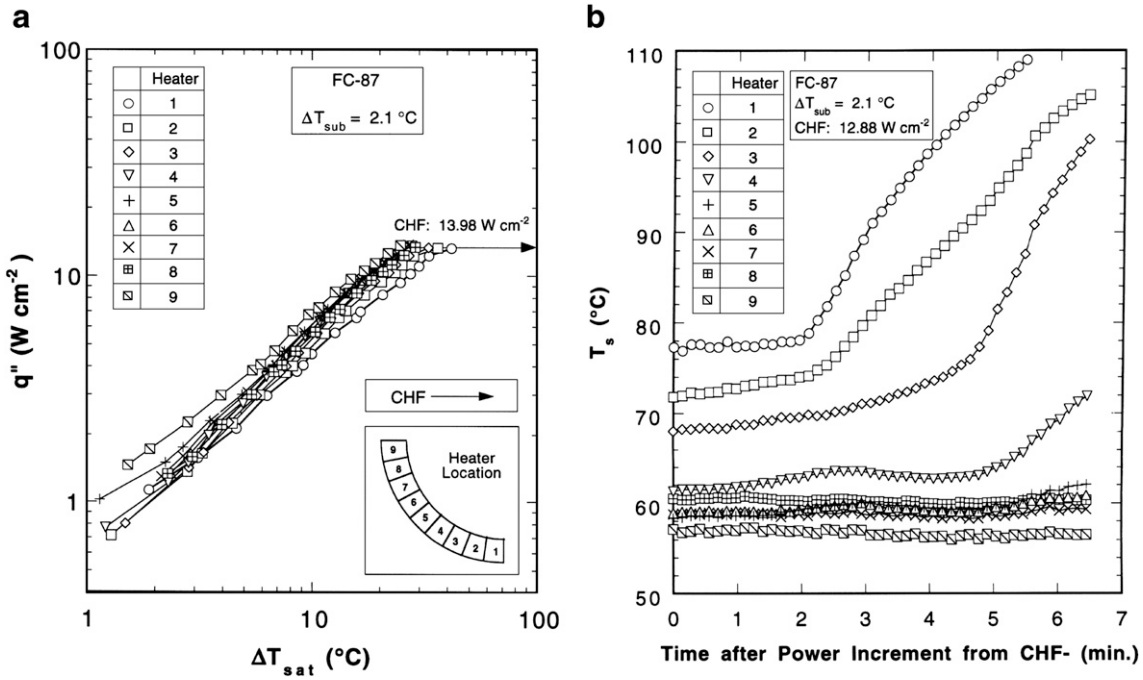 a
100
10
1
q" (W cm-2)
Heater
1
2
3
4
5
6
7
8
9
FC-87
ΔTsub = 2.1 °C
CHF: 13.98 W cm-2
CHF
Heater
Location
9
8
7
6
5
4
3
2
1
1
10
100
ΔTsat (°C)
b
110
100
90
80
70
60
50
Ts (°C)
Heater
1
2
3
4
5
6
7
8
9
FC-87
ΔTsub = 2.1 °C
CHF: 12.88 W cm-2
0
1
2
3
4
5
6
7
Time after Power Increment from CHF- (min.)